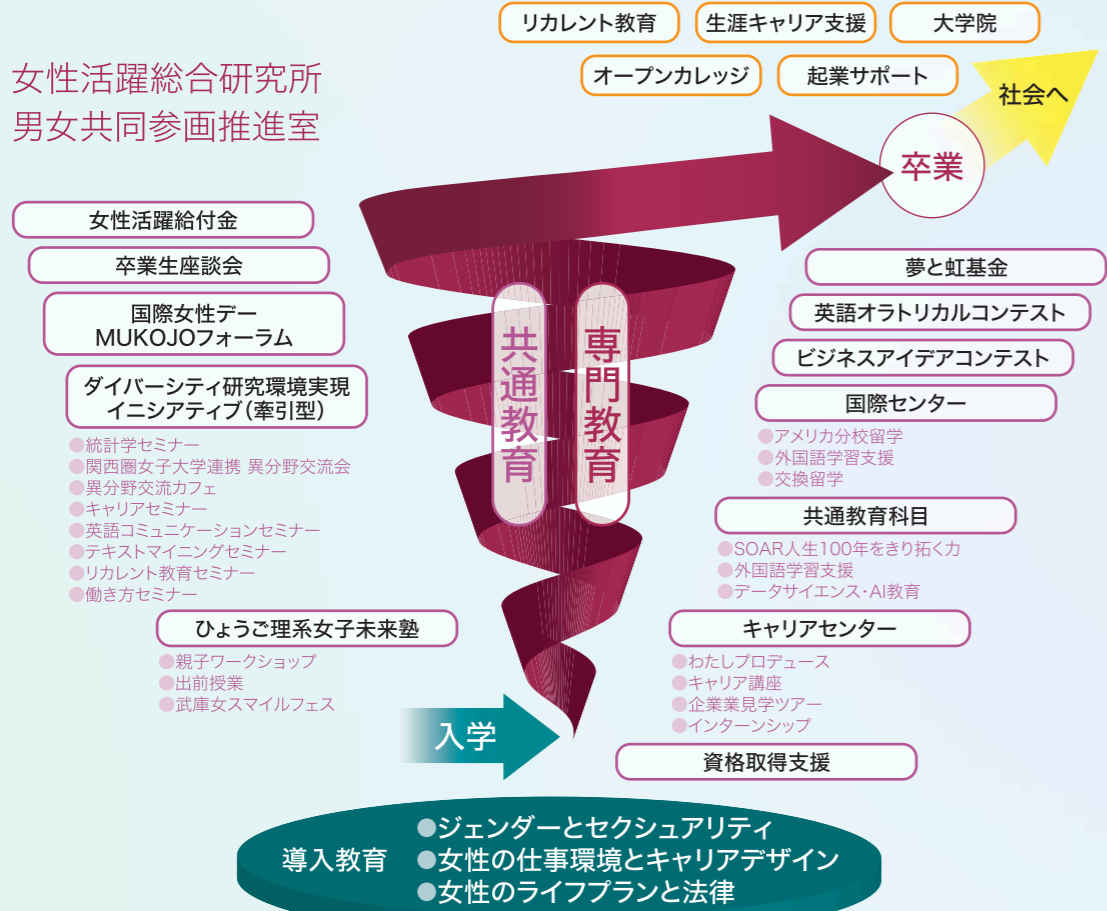 リカレント教育
生涯キャリア支援
大学院
オープンカレッジ
起業サポート
社会へ
卒業
女性活躍総合研究所
男女共同参画推進室
女性活躍給付金
卒業生座談会
国際女性デー
MUKOJOフォーラム
ダイバーシティ研究環境実現
イニシアティブ(牽引型)
●統計学セミナー
●関西圏女子大学連携 異分野交流会
●異分野交流カフェ
●キャリアセミナー
●英語コミュニケーションセミナー
●テキストマイニングセミナー
●リカレント教育セミナー
●働き方セミナー
ひょうご理系女子未来塾
●親子ワークショップ
●出前授業
●武庫女スマイルフェス
共通教育
専門教育
夢と虹基金
英語オラトリカルコンテスト
ビジネスアイデアコンテスト
国際センター
●アメリカ分校留学
●外国語学習支援
●交換留学
共通教育科目
●SOAR人生100年をきり拓く力
●外国語学習支援
●データサイエンス・AI教育
キャリアセンター
●わたしプロデュース
●キャリア講座
●企業業見学ツアー
●インターンシップ
資格取得支援
入学
導入教育
●ジェンダーとセクシュアリティ
●女性の仕事環境とキャリアデザイン
●女性のライフプランと法律